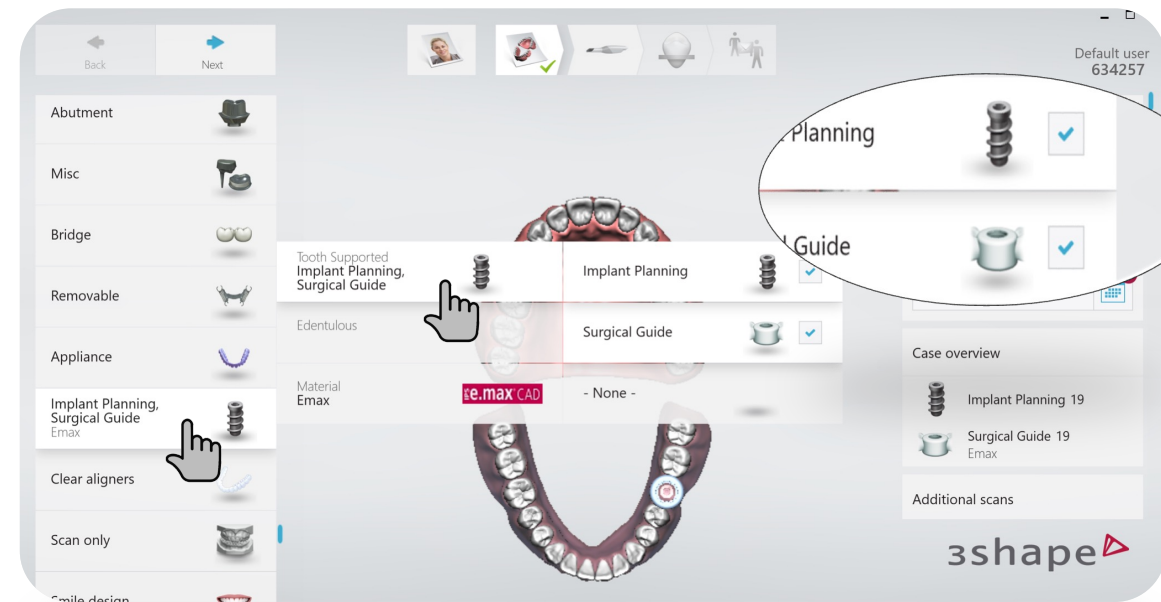 Back
Next
Default user
634257
Abutment
Misc
Bridge
Removable
Appliance
Implant Planning,
Surgical Guide
Emax
Clear aligners
Scan only
Smile design
Tooth Supported
Implant Planning,
Surgical Guide
Edentulous
Material
Emax
e.max CAD
Implant Planning
Surgical Guide
- None -
Planning
Guide
Case overview
Implant Planning 19
Surgical Guide 19
Emax
Additional scans
3shape